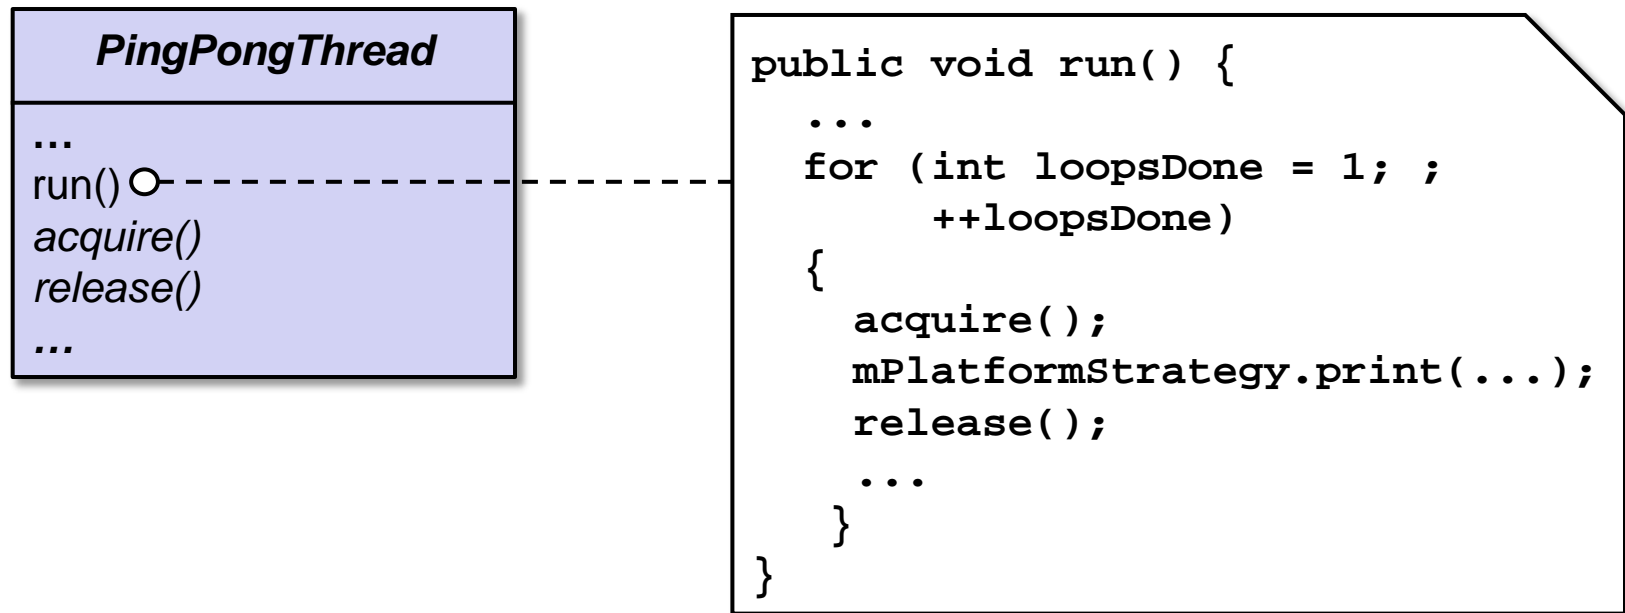 PingPongThread
...
run()
acquire()
release()
...
public void run() {
...
for (int loopsDone = 1; ;
++loopsDone)
{
acquire();
mPlatformStrategy.print(...);
release();
...
}
}